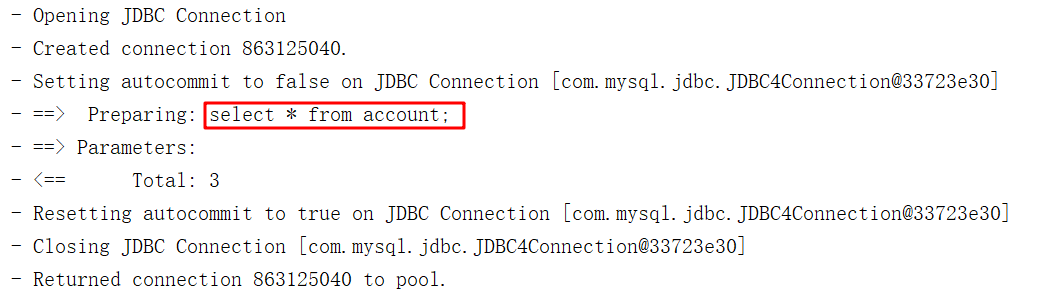 - Opening JDBC Connection
- Created connection 863125040.
- Setting autocommit to false on JDBC Connection [com.mysql.jdbc.JDBC4Connection@33723e30]
- ==>  Preparing: select * from account;
- ==> Parameters:
- <==      Total: 3
- Resetting autocommit to true on JDBC Connection [com.mysql.jdbc.JDBC4Connection@33723e30]
- Closing JDBC Connection [com.mysql.jdbc.JDBC4Connection@33723e30]
- Returned connection 863125040 to pool.